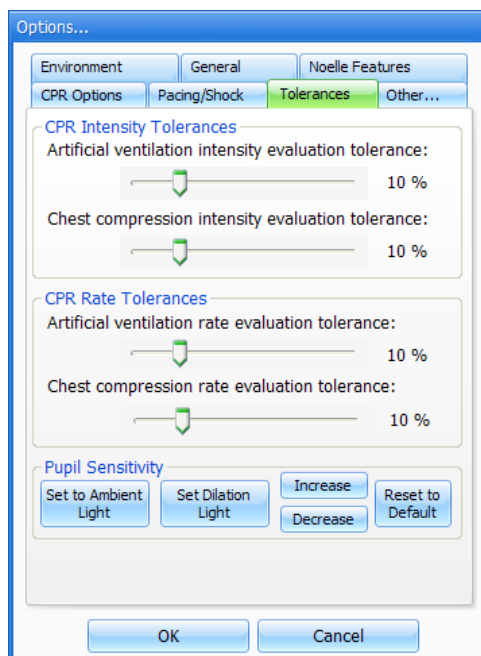 Options...
Environment General Noelle Features
CPR Options Pacing/Shock Tolerances Other...
CPR Intensity Tolerances
Artificial ventilation intensity evaluation tolerance:
10 %
Chest compression intensity evaluation tolerance:
10 %
CPR Rate Tolerances
Artificial ventilation rate evaluation tolerance:
10 %
Chest compression rate evaluation tolerance:
10 %
Pupil Sensitivity
Set to Ambient Light
Set Dilation Light
Increase
Decrease
Reset to Default
OK Cancel